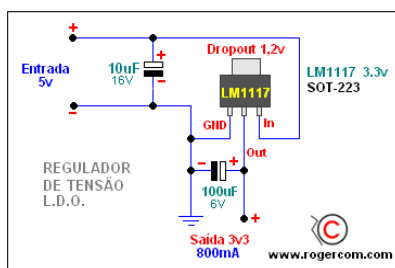 +
Dropout 1,2v
+
10uF
16V
-
Entrada
5v
LM1117 3.3v
SOT-223
LM1117
GND
In
-
Out
REGULADOR
DE TENSÃO
L.D.O.
- +
100uF
6V
+
Saída 3v3
800mA
C
www.rogercom.com